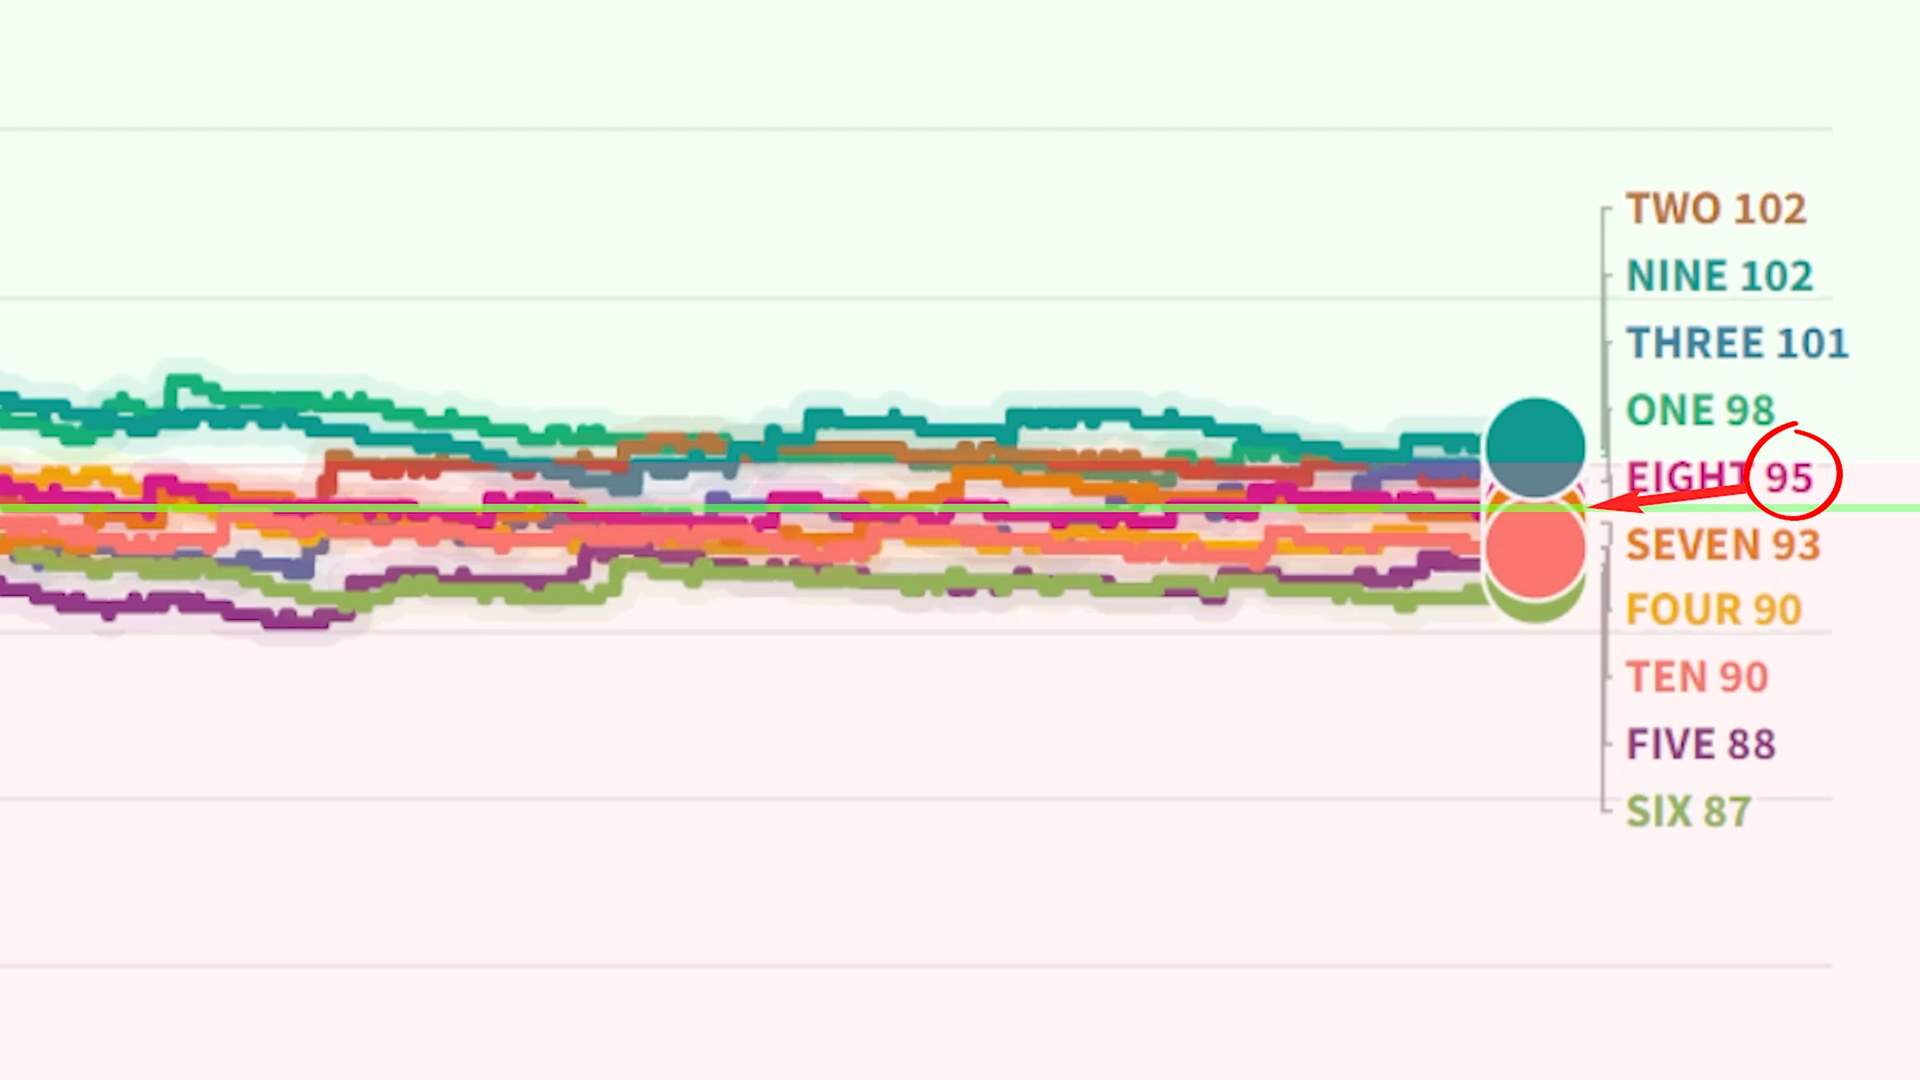 TWO 102
NINE 102
THREE 101
ONE 98
EIGHT 95
SEVEN 93
FOUR 90
TEN 90
FIVE 88
SIX 87